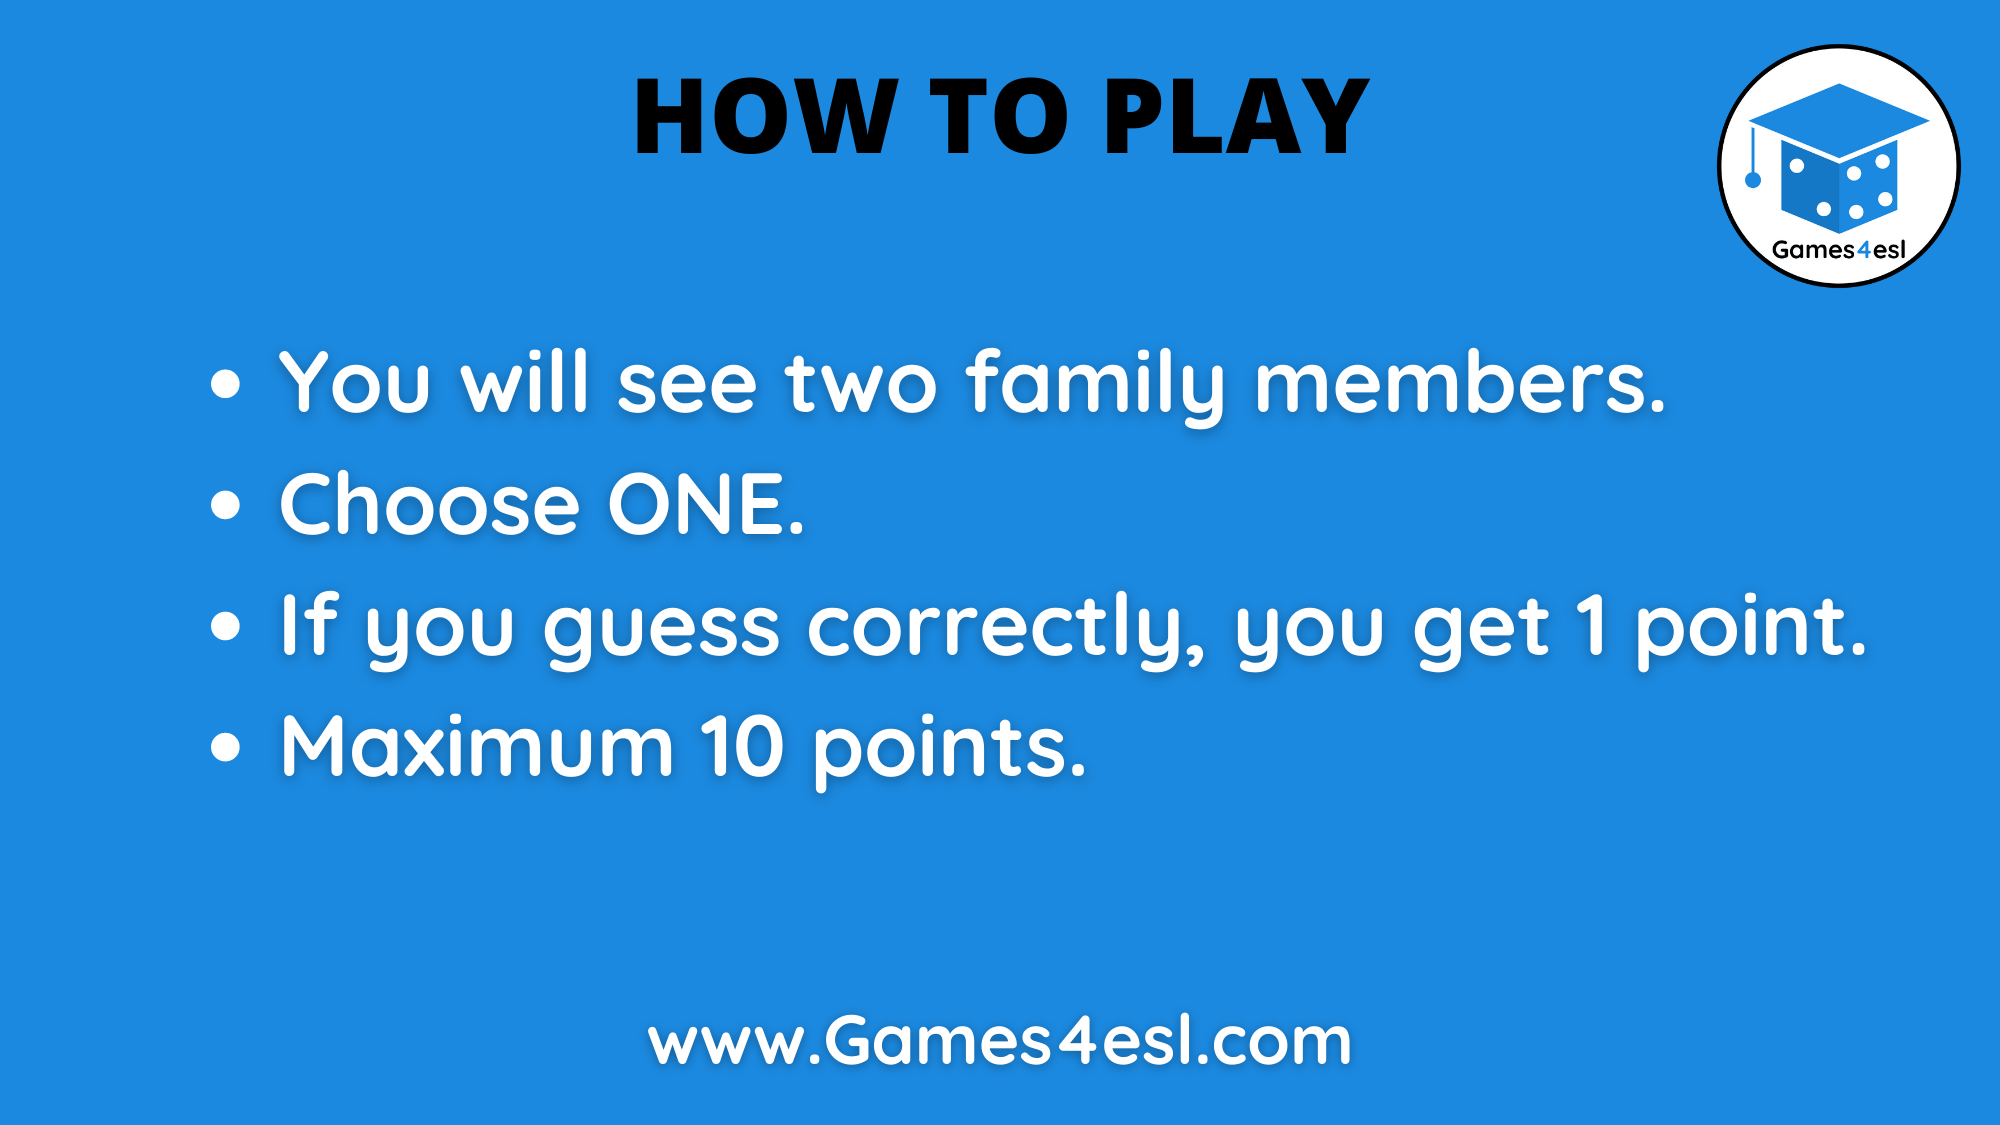 HOW TO PLAY
Games4esl
• You will see two family members.
• Choose ONE.
• If you guess correctly, you get 1 point.
• Maximum 10 points.
www.Games4esl.com